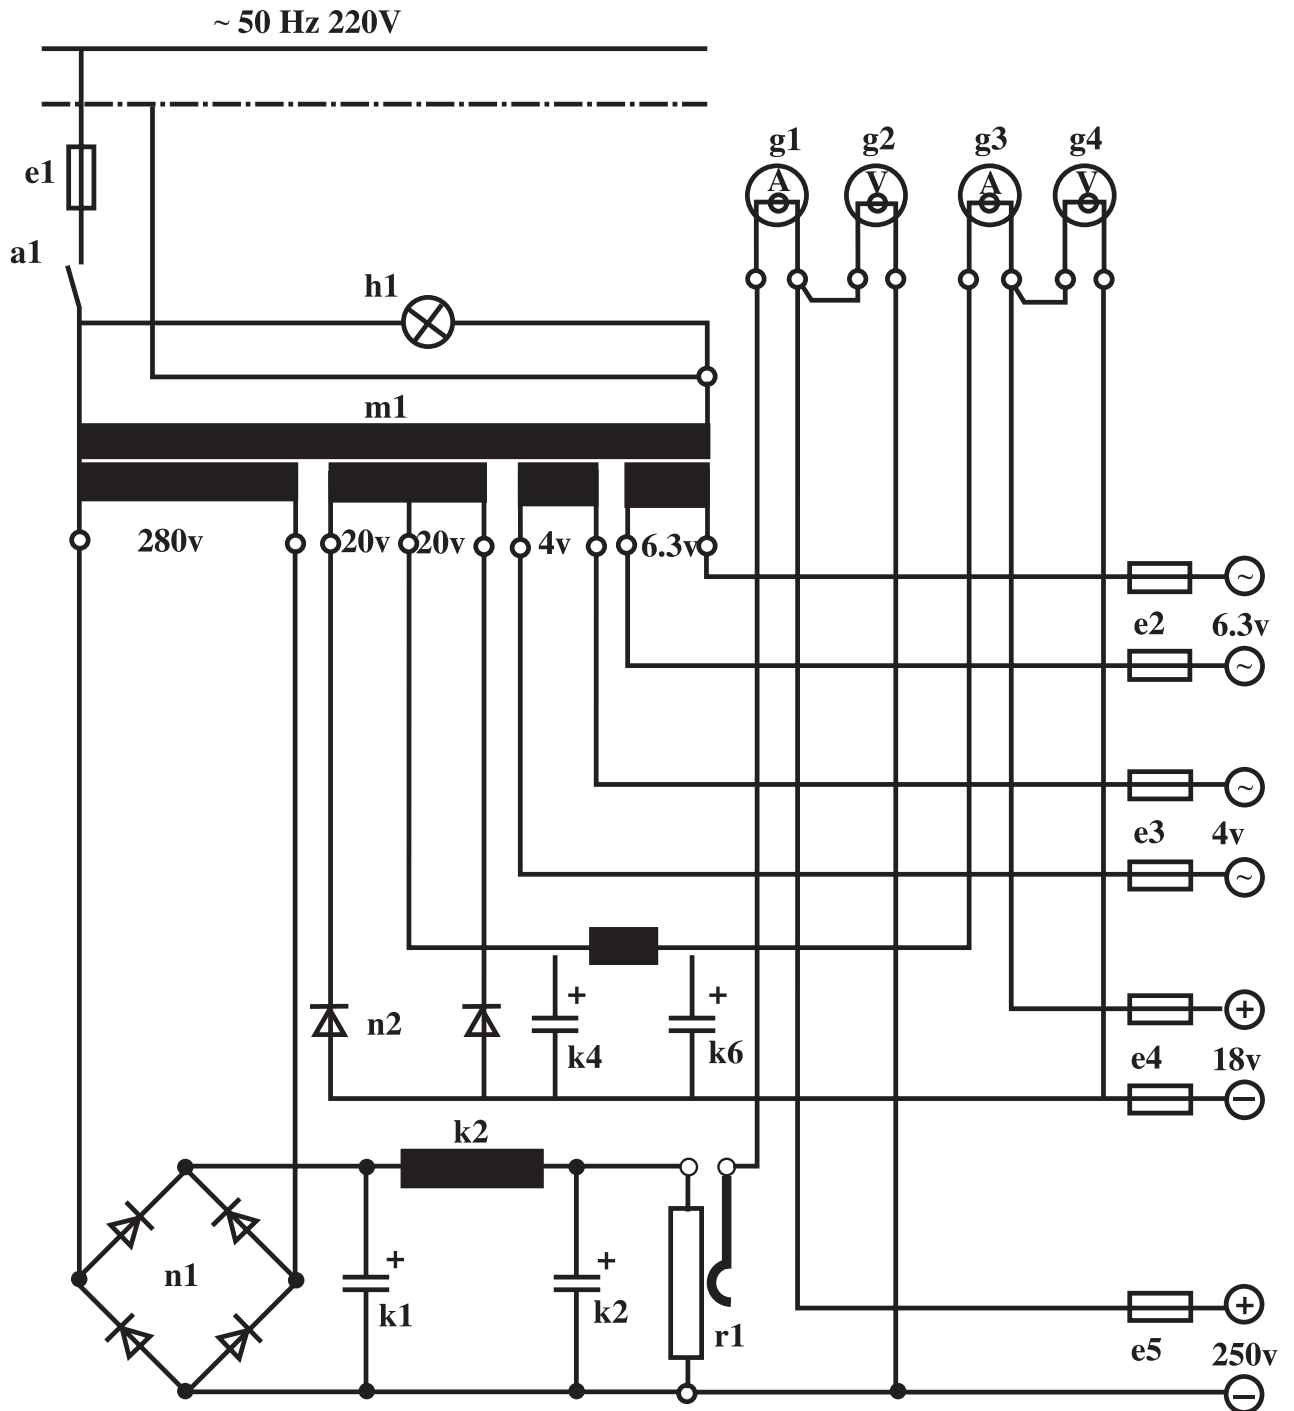 ~ 50 Hz 220V
g1 g2 g3 g4
A V A V
e1
a1
h1
m1
280v 20v 20v 4v 6.3v
~
e2 6.3v
~
~
e3 4v
~
+ +
n2
+
k4 k6
e4 18v
−
k2
n1
+ +
k1 k2
r1
+
e5 250v
−